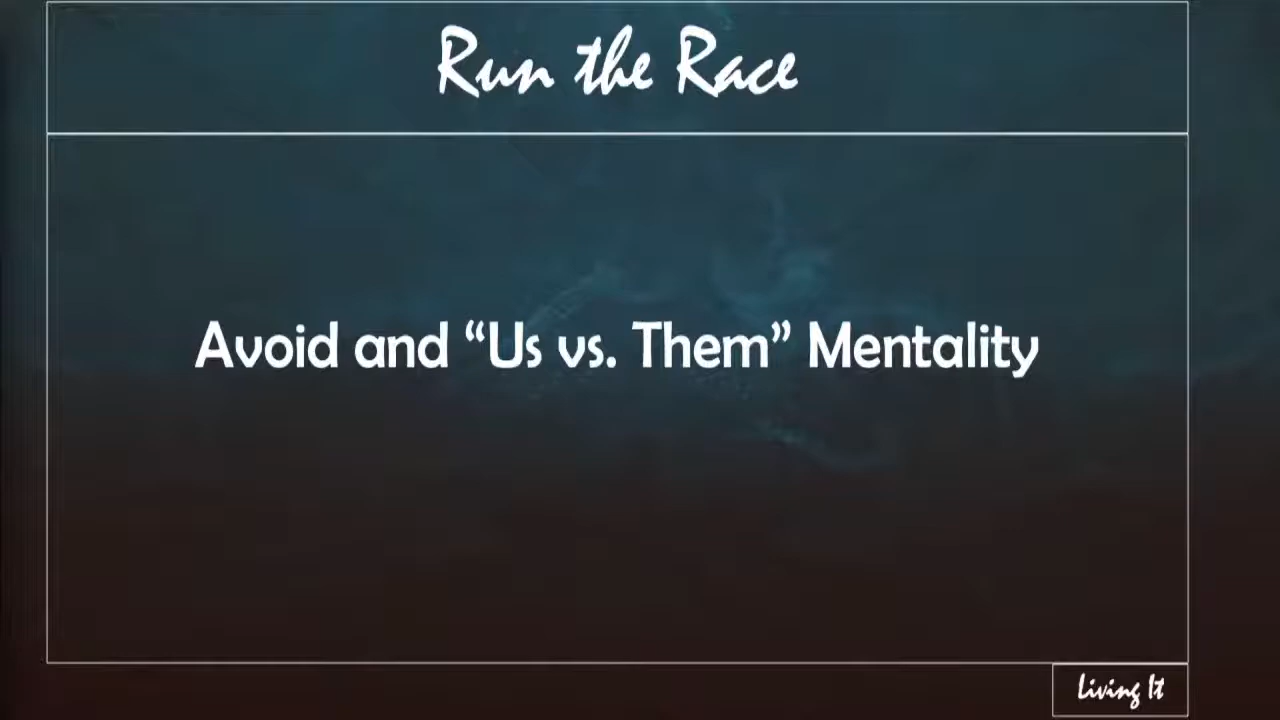 Run the Race
Avoid and “Us vs. Them” Mentality
Living It